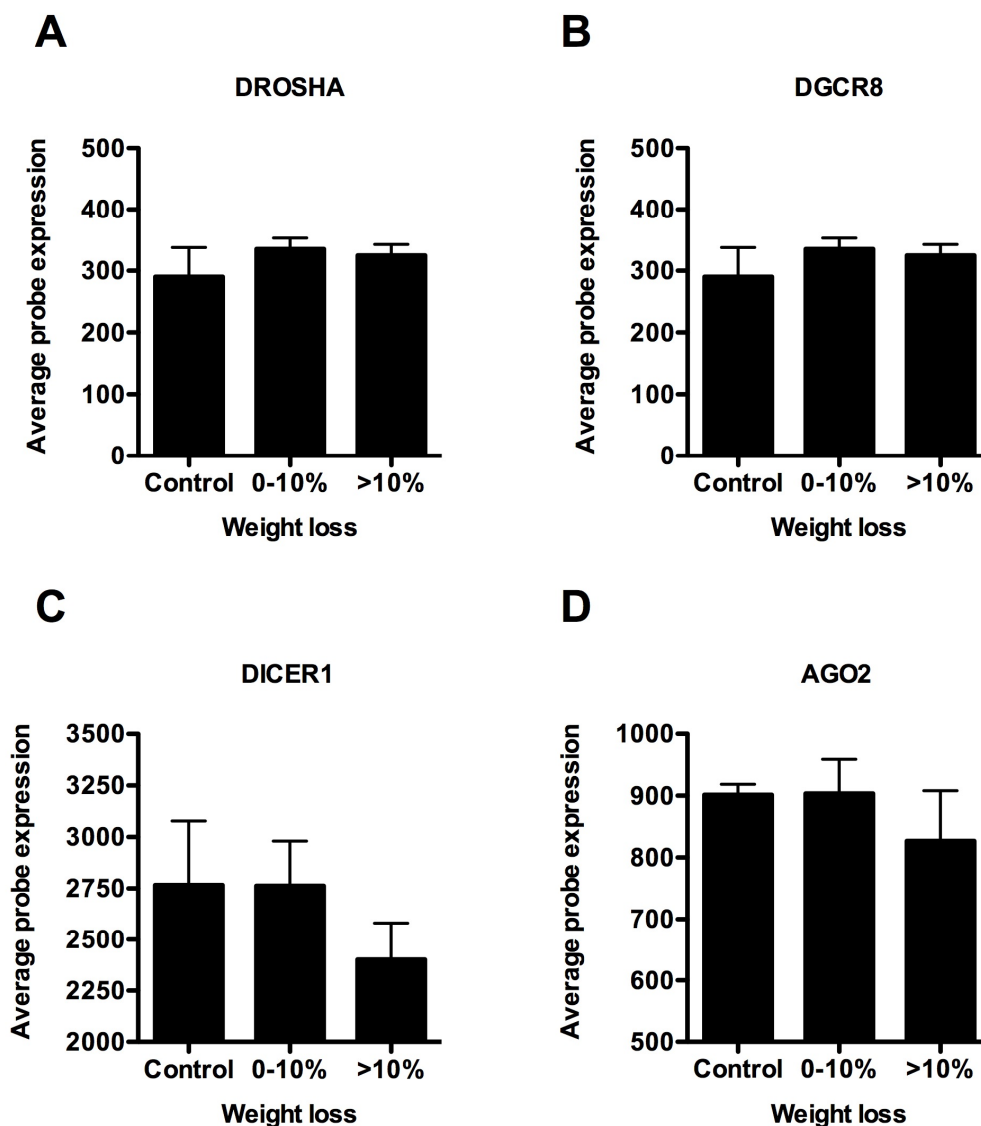 A
DROSHA
Average probe expression
500
400
300
200
100
0
Control 0-10% >10%
Weight loss
B
DGCR8
Average probe expression
500
400
300
200
100
0
Control 0-10% >10%
Weight loss
C
DICER1
Average probe expression
3500
3250
3000
2750
2500
2250
2000
Control 0-10% >10%
Weight loss
D
AGO2
Average probe expression
1000
900
800
700
600
500
Control 0-10% >10%
Weight loss